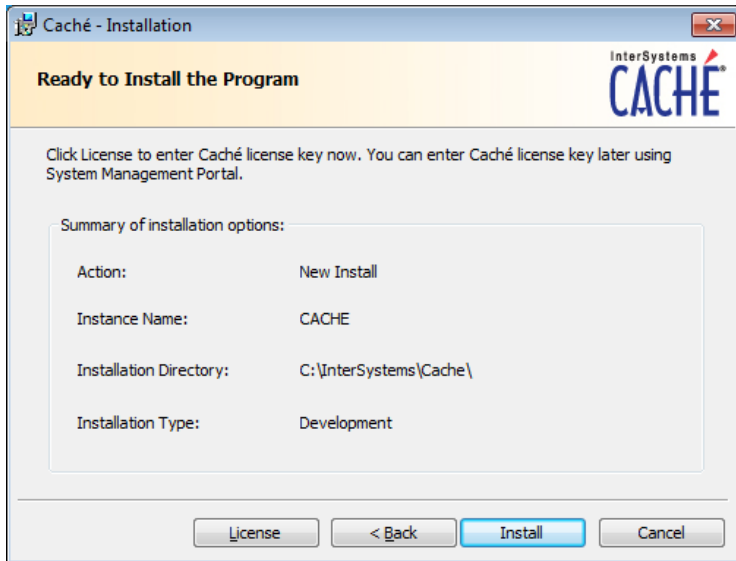 Caché - Installation
Ready to Install the Program
InterSystems
CACHÉ®
Click License to enter Caché license key now. You can enter Caché license key later using
System Management Portal.
Summary of installation options:
Action: New Install
Instance Name: CACHE
Installation Directory: C:\InterSystems\Cache\
Installation Type: Development
License < Back Install Cancel